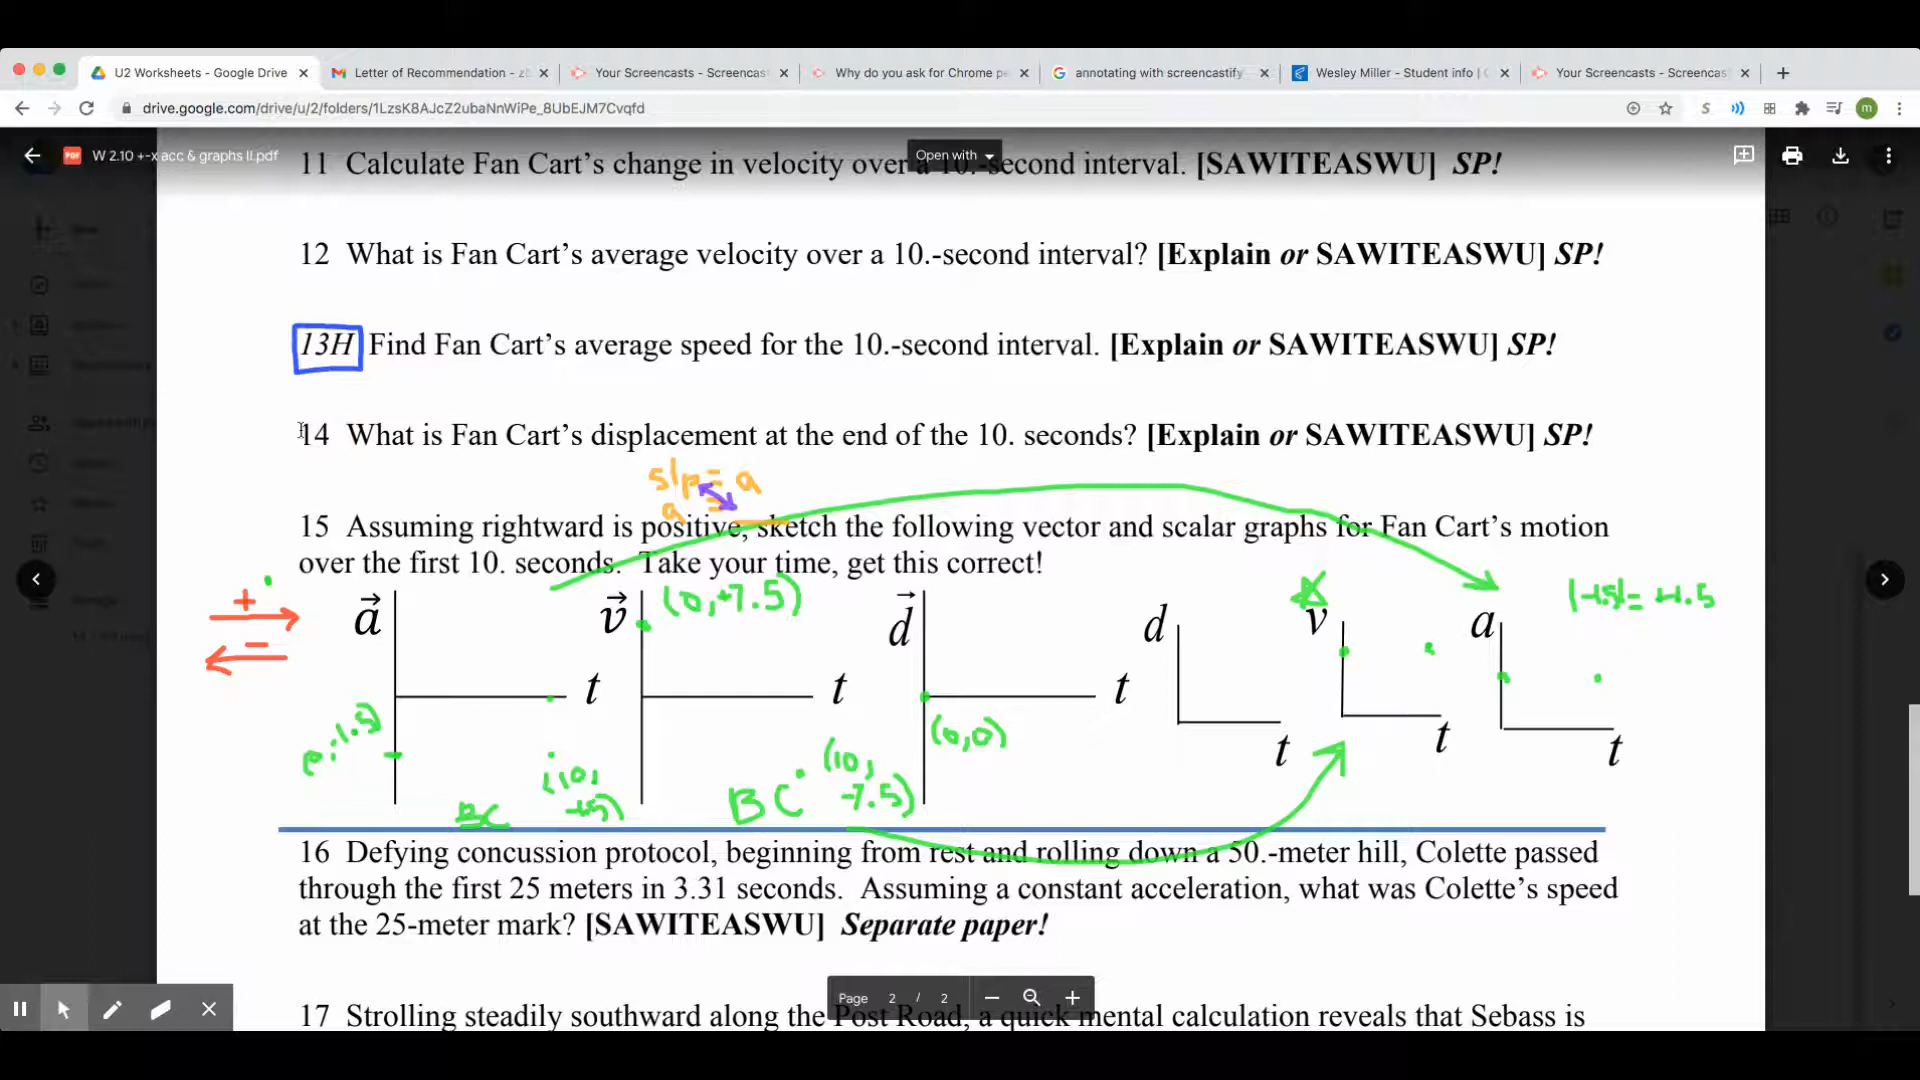 U2 Worksheets - Google Drive
Letter of Recommendation - z
Your Screencasts - Screencas
Why do you ask for Chrome pe
annotating with screencastify
Wesley Miller - Student info |
Your Screencasts - Screencas
drive.google.com/drive/u/2/folders/1LzsK8AJcZ2ubaNnWiPe_8UbEJM7Cvqfd
m
PDF W 2.10 +-x acc & graphs II.pdf
Open with
11 Calculate Fan Cart's change in velocity over a 10.-second interval. [SAWITEASWU] SP!
12 What is Fan Cart's average velocity over a 10.-second interval? [Explain or SAWITEASWU] SP!
13H Find Fan Cart's average speed for the 10.-second interval. [Explain or SAWITEASWU] SP!
14 What is Fan Cart's displacement at the end of the 10. seconds? [Explain or SAWITEASWU] SP!
slp = a
a =
15 Assuming rightward is positive, sketch the following vector and scalar graphs for Fan Cart's motion
over the first 10. seconds. Take your time, get this correct!
+
-
a⃗ t
(0,-1.5)
(10,
BC
v⃗ t
(0,+7.5)
(10,
-7.5)
BC
d⃗ t
(0,0)
d t
v t
a t
|-1.5|= +1.5
16 Defying concussion protocol, beginning from rest and rolling down a 50.-meter hill, Colette passed
through the first 25 meters in 3.31 seconds. Assuming a constant acceleration, what was Colette's speed
at the 25-meter mark? [SAWITEASWU] Separate paper!
Page 2 / 2
17 Strolling steadily southward along the Post Road, a quick mental calculation reveals that Sebass is